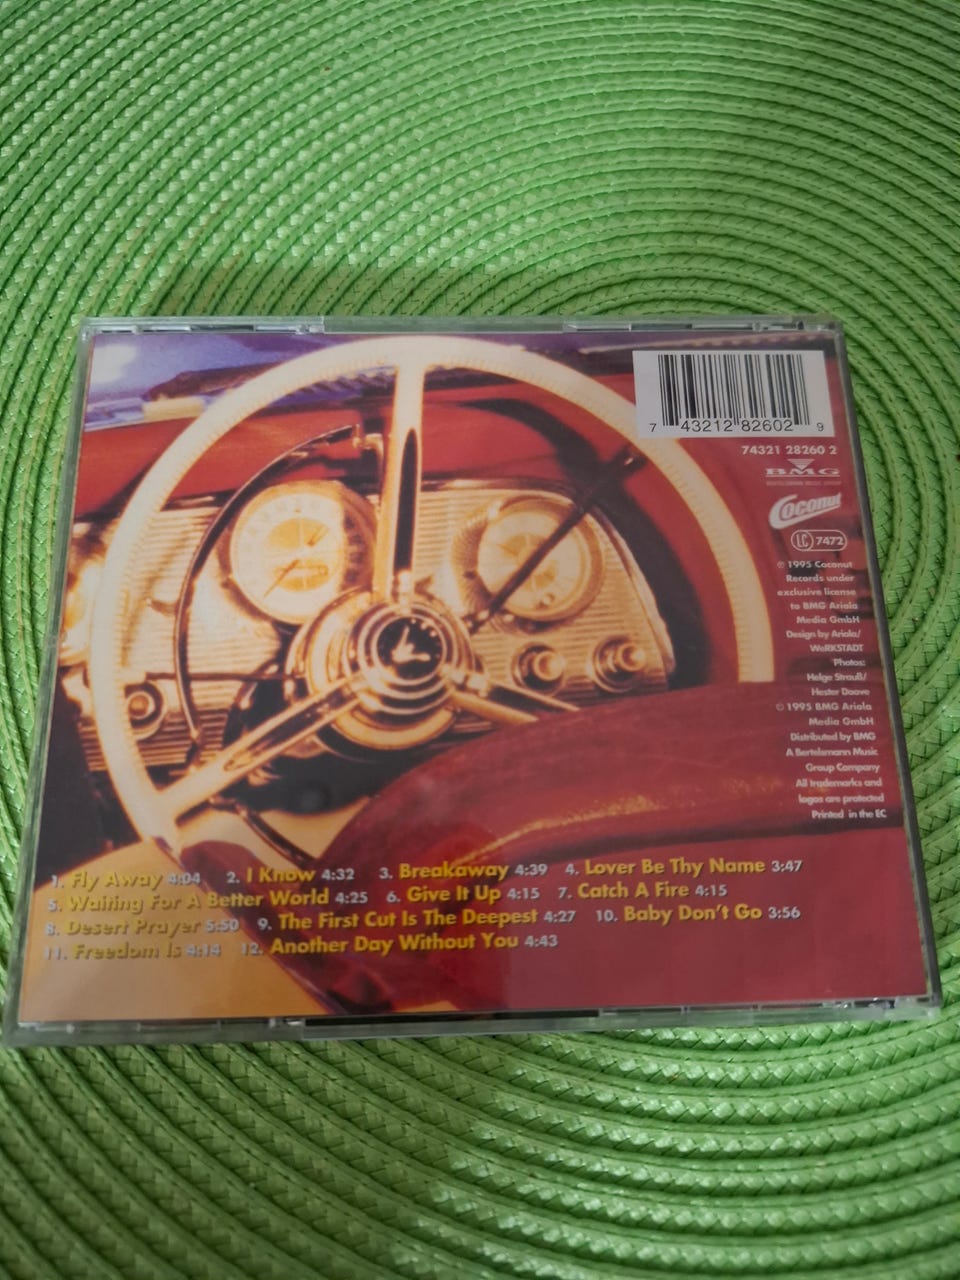 7 43212 82602 9
74321 28260 2
BMG
BERTELSMANN MUSIC GROUP
Coconut
LC 7472
℗ 1995 Coconut
Records under
exclusive license
to BMG Ariola
Media GmbH
Design by Ariola/
WeRKSTADT
Photos:
Helge Strauß/
Hester Doove
© 1995 BMG Ariola
Media GmbH
Distributed by BMG
A Bertelsmann Music
Group Company
All trademarks and
logos are protected
Printed in the EC
1. Fly Away 4:04 2. I Know 4:32 3. Breakaway 4:39 4. Lover Be Thy Name 3:47
5. Waiting For A Better World 4:25 6. Give It Up 4:15 7. Catch A Fire 4:15
8. Desert Prayer 5:50 9. The First Cut Is The Deepest 4:27 10. Baby Don't Go 3:56
11. Freedom Is 4:14 12. Another Day Without You 4:43